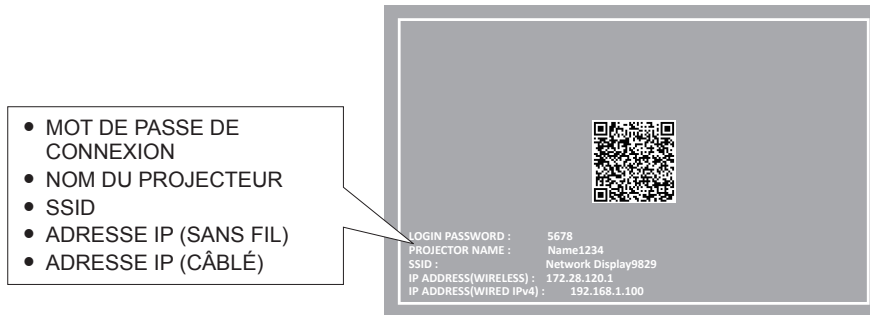 ● MOT DE PASSE DE
CONNEXION
● NOM DU PROJECTEUR
● SSID
● ADRESSE IP (SANS FIL)
● ADRESSE IP (CÂBLÉ)
LOGIN PASSWORD : 5678
PROJECTOR NAME : Name1234
SSID : Network Display9829
IP ADDRESS(WIRELESS) : 172.28.120.1
IP ADDRESS(WIRED IPv4) : 192.168.1.100